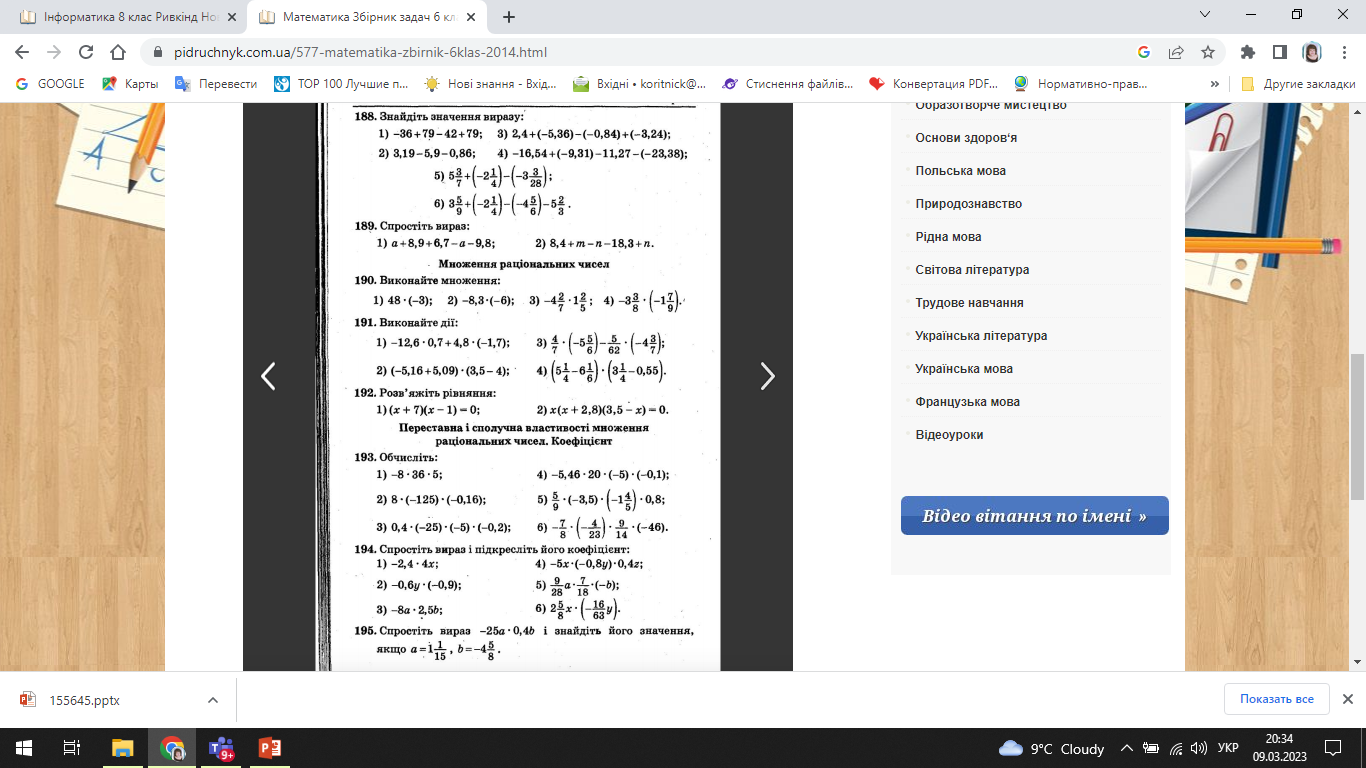 Інформатика 8 клас Ривкінд Но
Математика Збірник задач 6 кл
pidruchnyk.com.ua/577-matematika-zbirnik-6klas-2014.html
GOOGLE Карты Перевести TOP 100 Лучшие п... Нові знання - Вхід... Вхідні • koritnick@... Стиснення файлів... Конвертация PDF... Нормативно-прав... » Другие закладки
188. Знайдіть значення виразу:
1) −36+79−42+79; 3) 2,4+(−5,36)−(−0,84)+(−3,24);
2) 3,19−5,9−0,86; 4) −16,54+(−9,31)−11,27−(−23,38);
5) 5 3/7+(−2 1/4)−(−3 3/28);
6) 3 5/9+(−2 1/4)−(−4 5/6)−5 2/3.
189. Спростіть вираз:
1) a+8,9+6,7−a−9,8; 2) 8,4+m−n−18,3+n.
Множення раціональних чисел
190. Виконайте множення:
1) 48·(−3); 2) −8,3·(−6); 3) −4 2/7·1 2/5; 4) −3 3/8·(−1 7/9).
191. Виконайте дії:
1) −12,6·0,7+4,8·(−1,7); 3) 4/7·(−5 5/6)−5/62·(−4 3/7);
2) (−5,16+5,09)·(3,5−4); 4) (5 1/4−6 1/6)·(3 1/4−0,55).
192. Розв'яжіть рівняння:
1) (x + 7)(x − 1) = 0; 2) x(x + 2,8)(3,5 − x) = 0.
Переставна і сполучна властивості множення
раціональних чисел. Коефіцієнт
193. Обчисліть:
1) −8·36·5; 4) −5,46·20·(−5)·(−0,1);
2) 8·(−125)·(−0,16); 5) 5/9·(−3,5)·(−1 4/5)·0,8;
3) 0,4·(−25)·(−5)·(−0,2); 6) −7/8·(−4/23)·9/14·(−46).
194. Спростіть вираз і підкресліть його коефіцієнт:
1) −2,4·4x; 4) −5x·(−0,8y)·0,4z;
2) −0,6y·(−0,9); 5) 9/28 a·7/18·(−b);
3) −8a·2,5b; 6) 2 5/8 x·(−16/63 y).
195. Спростіть вираз −25a·0,4b і знайдіть його значення,
якщо a=1 1/15, b=−4 5/8.
Образотворче мистецтво
Основи здоров'я
Польська мова
Природознавство
Рідна мова
Світова література
Трудове навчання
Українська література
Українська мова
Французька мова
Відеоуроки
Відео вітання по імені »
155645.pptx
Показать все
9°C Cloudy
УКР
20:34
09.03.2023
9+